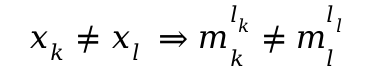 x_k ≠ x_l ⇒ m_k^{l_k} ≠ m_l^{l_l}